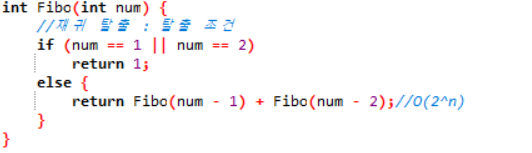 int Fibo(int num) {
//재귀 탈출 : 탈출 조건
if (num == 1 || num == 2)
return 1;
else {
return Fibo(num - 1) + Fibo(num - 2);//O(2^n)
}
}